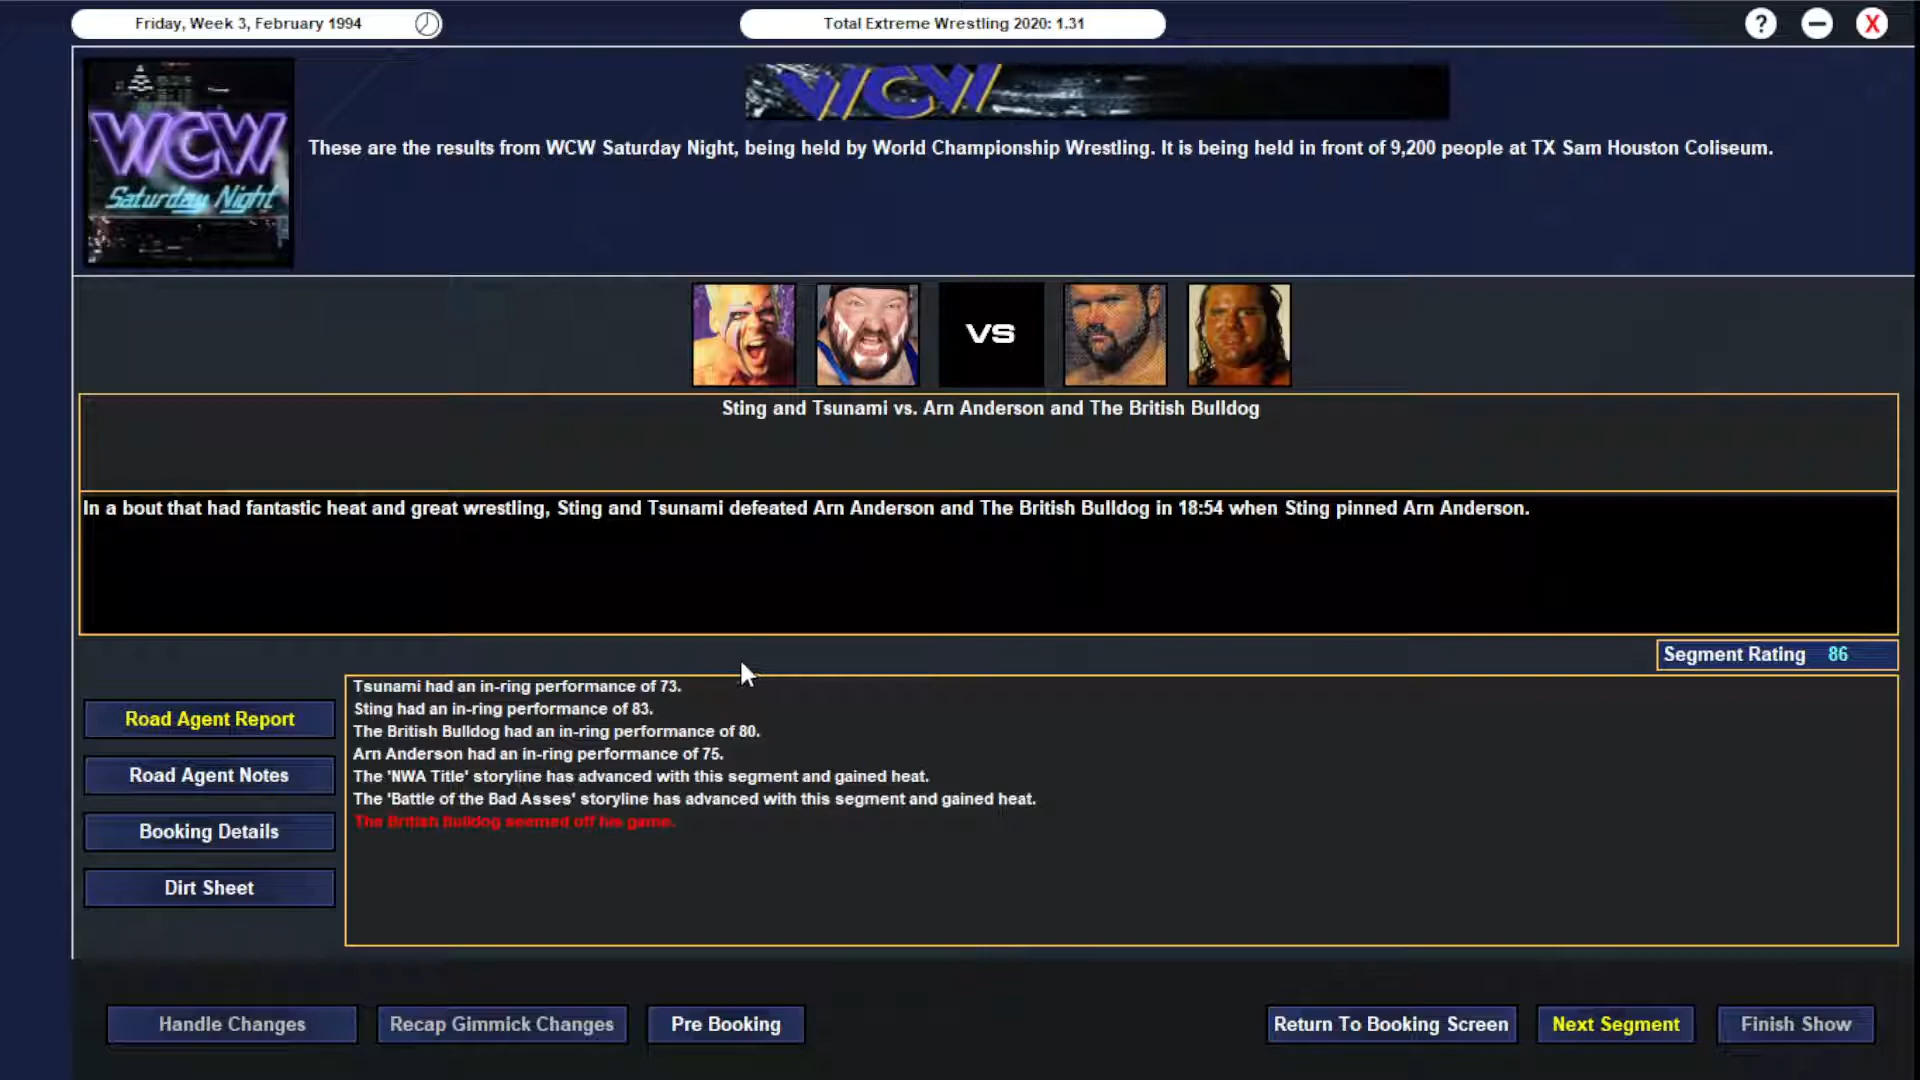 Friday, Week 3, February 1994
Total Extreme Wrestling 2020: 1.31
?
X
WCW
WCW
Saturday Night
These are the results from WCW Saturday Night, being held by World Championship Wrestling. It is being held in front of 9,200 people at TX Sam Houston Coliseum.
VS
Sting and Tsunami vs. Arn Anderson and The British Bulldog
In a bout that had fantastic heat and great wrestling, Sting and Tsunami defeated Arn Anderson and The British Bulldog in 18:54 when Sting pinned Arn Anderson.
Segment Rating 86
Road Agent Report
Road Agent Notes
Booking Details
Dirt Sheet
Tsunami had an in-ring performance of 73.
Sting had an in-ring performance of 83.
The British Bulldog had an in-ring performance of 80.
Arn Anderson had an in-ring performance of 75.
The 'NWA Title' storyline has advanced with this segment and gained heat.
The 'Battle of the Bad Asses' storyline has advanced with this segment and gained heat.
The British Bulldog seemed off his game.
Handle Changes
Recap Gimmick Changes
Pre Booking
Return To Booking Screen
Next Segment
Finish Show